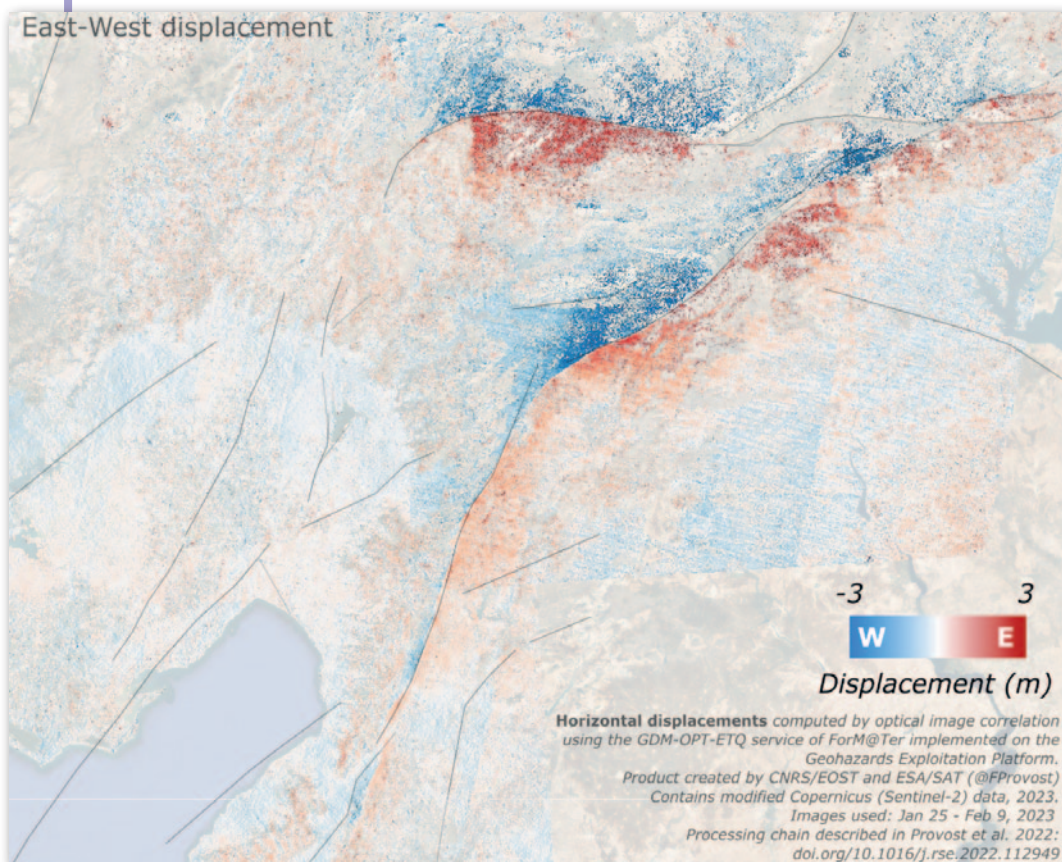 East-West displacement
-3 3
W E
Displacement (m)
Horizontal displacements computed by optical image correlation
using the GDM-OPT-ETQ service of ForM@Ter implemented on the
Geohazards Exploitation Platform.
Product created by CNRS/EOST and ESA/SAT (@FProvost)
Contains modified Copernicus (Sentinel-2) data, 2023.
Images used: Jan 25 - Feb 9, 2023
Processing chain described in Provost et al. 2022:
doi.org/10.1016/j.rse.2022.112949